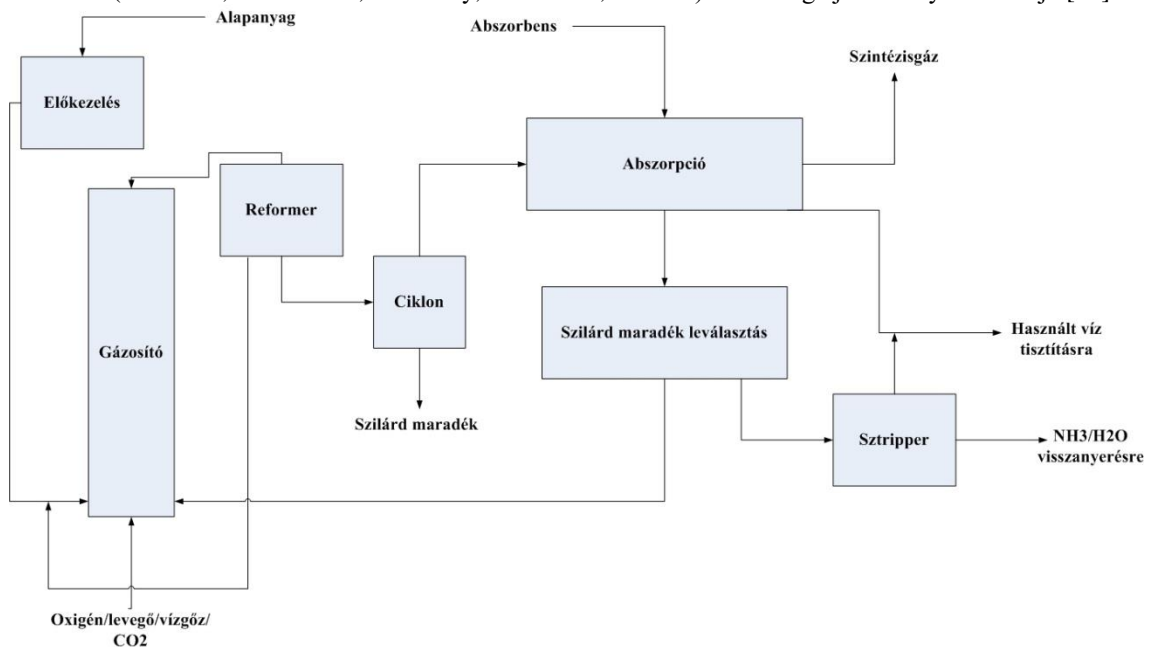 Alapanyag
Abszorbens
Szintézisgáz
Előkezelés
Abszorpció
Reformer
Ciklon
Szilárd maradék leválasztás
Gázosító
Használt víz
tisztításra
Szilárd maradék
Sztripper
NH3/H2O
visszanyerésre
Oxigén/levegő/vízgőz/
CO2